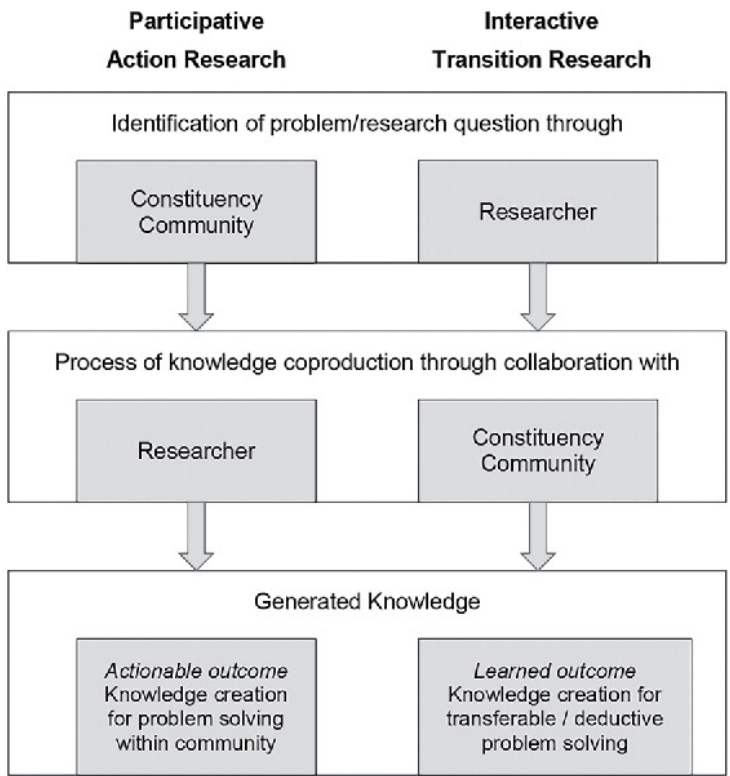 Participative
Action Research
Interactive
Transition Research
Identification of problem/research question through
Constituency
Community
Researcher
Process of knowledge coproduction through collaboration with
Researcher
Constituency
Community
Generated Knowledge
Actionable outcome
Knowledge creation
for problem solving
within community
Learned outcome
Knowledge creation for
transferable / deductive
problem solving